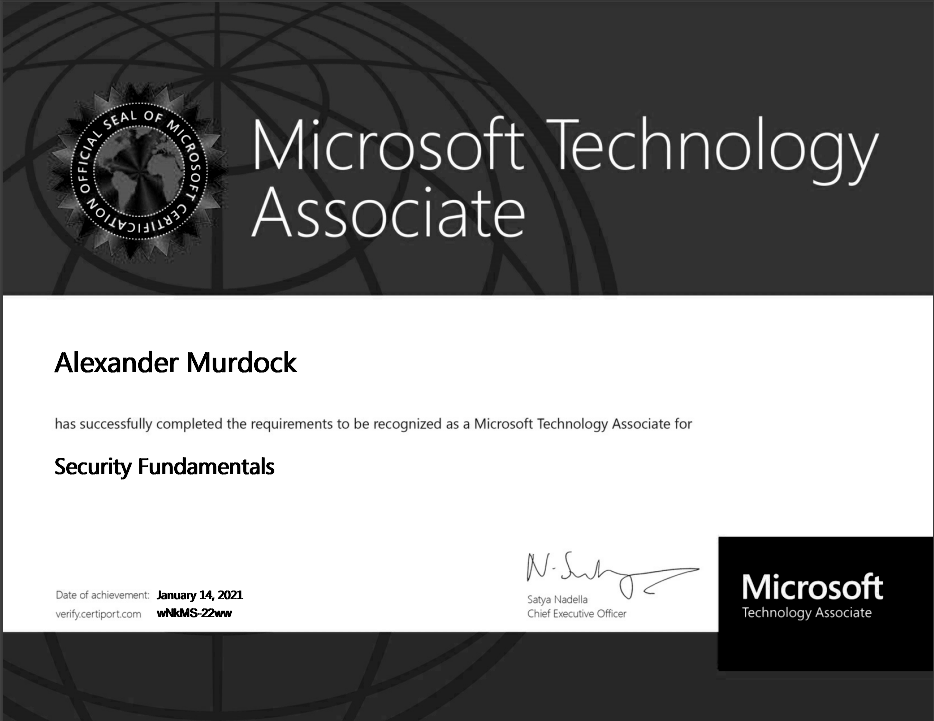 OFFICIAL SEAL OF MICROSOFT CERTIFICATION
Microsoft Technology
Associate
Alexander Murdock
has successfully completed the requirements to be recognized as a Microsoft Technology Associate for
Security Fundamentals
Date of achievement: January 14, 2021
verify.certiport.com wNkMS-22ww
Satya Nadella
Chief Executive Officer
Microsoft
Technology Associate